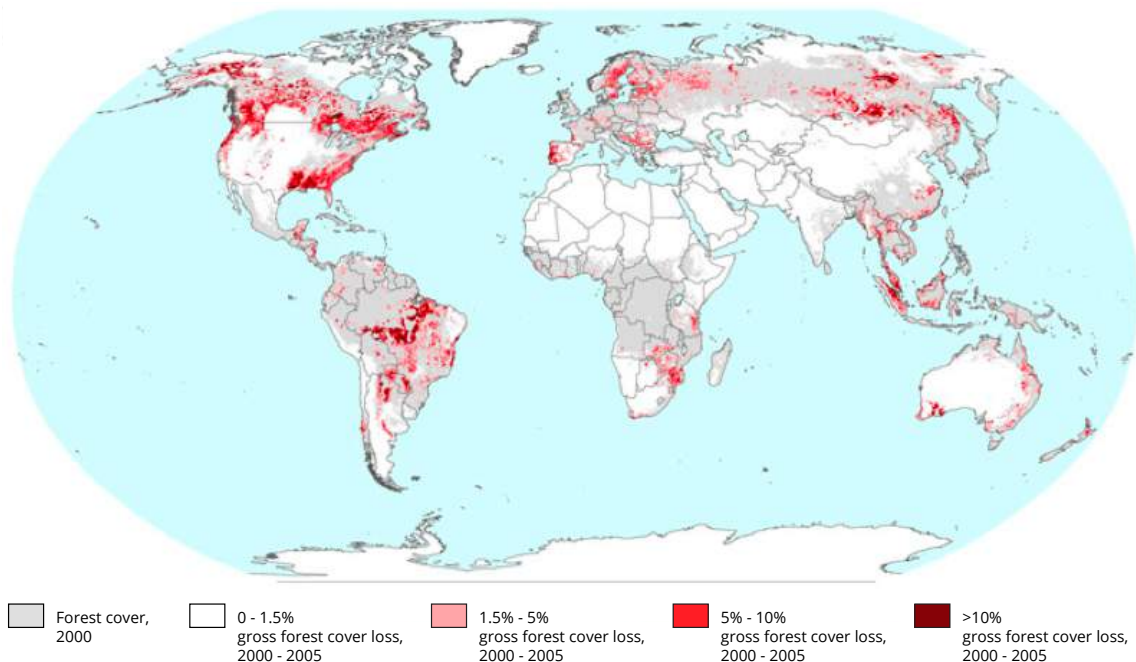 Forest cover,
2000
0 - 1.5%
gross forest cover loss,
2000 - 2005
1.5% - 5%
gross forest cover loss,
2000 - 2005
5% - 10%
gross forest cover loss,
2000 - 2005
>10%
gross forest cover loss,
2000 - 2005